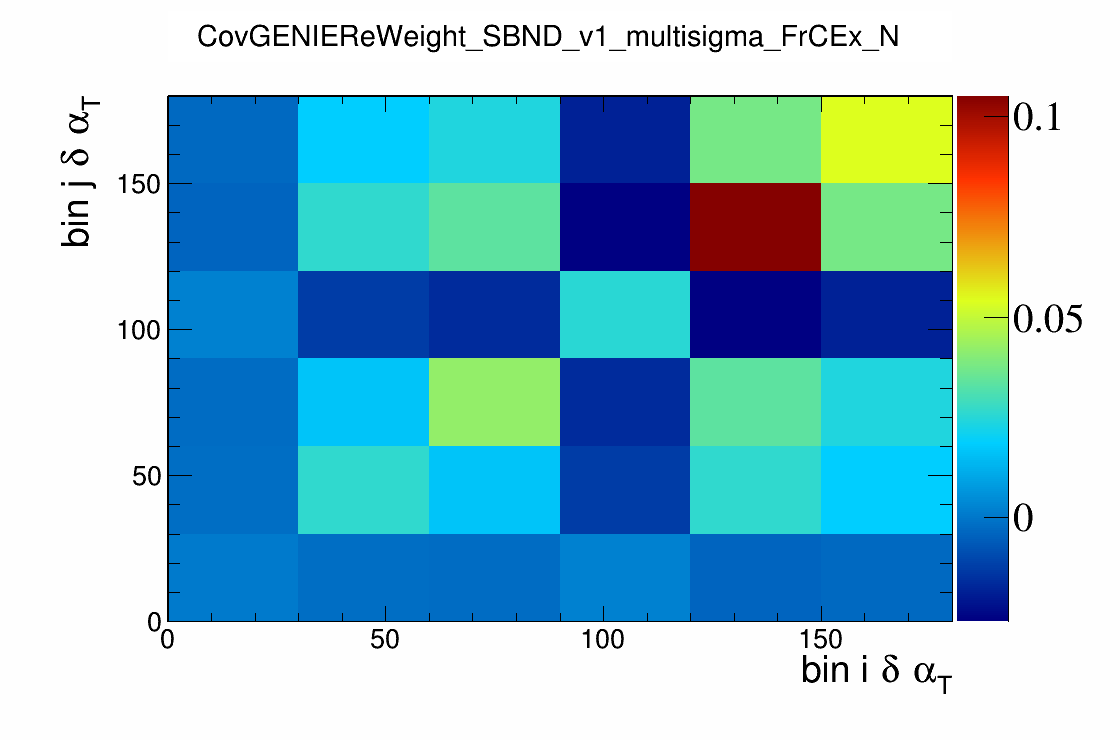 CovGENIEReWeight_SBND_v1_multisigma_FrCEx_N
bin j δ α_T
150
100
50
0
0 50 100 150
bin i δ α_T
0.1
0.05
0